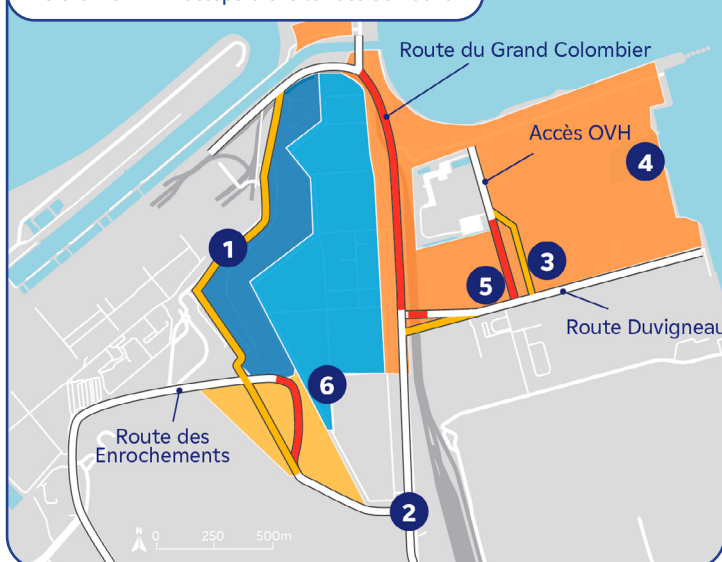 Route du Grand Colombier
Accès OVH
4
1
3
5
Route Duvigneau
6
Route des
Enrochements
2
N
0 250 500m